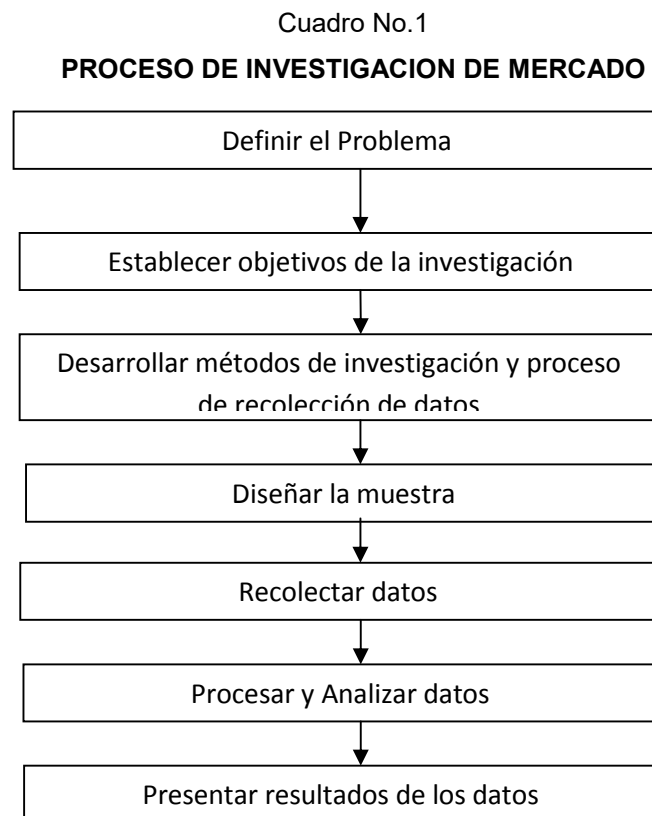 Cuadro No.1
PROCESO DE INVESTIGACION DE MERCADO
Definir el Problema
Establecer objetivos de la investigación
Desarrollar métodos de investigación y proceso
de recolección de datos
Diseñar la muestra
Recolectar datos
Procesar y Analizar datos
Presentar resultados de los datos